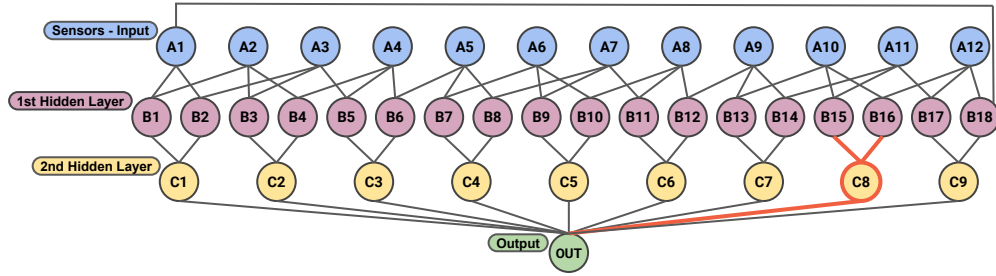 Sensors - Input
A1 A2 A3 A4 A5 A6 A7 A8 A9 A10 A11 A12
1st Hidden Layer
B1 B2 B3 B4 B5 B6 B7 B8 B9 B10 B11 B12 B13 B14 B15 B16 B17 B18
2nd Hidden Layer
C1 C2 C3 C4 C5 C6 C7 C8 C9
Output
OUT